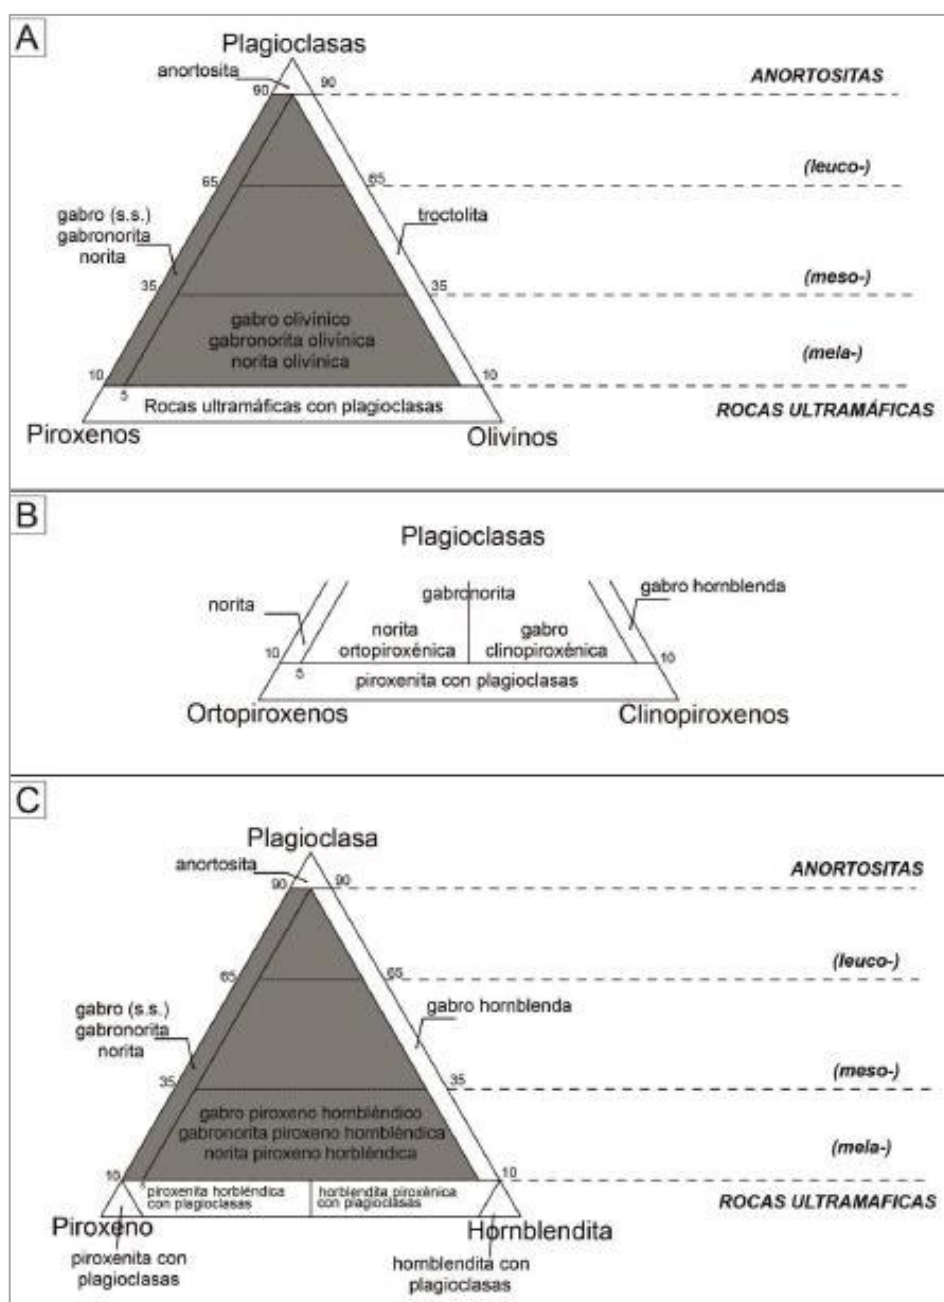 A
Plagioclasas
anortosita
90
90
ANORTOSITAS
(leuco-)
65
65
gabro (s.s.)
gabronorita
norita
troctolita
35
35
(meso-)
gabro olivínico
gabronorita olivínica
norita olivínica
(mela-)
10
10
5
Rocas ultramáficas con plagioclasas
ROCAS ULTRAMÁFICAS
Piroxenos
Olivinos
B
Plagioclasas
norita
gabronorita
gabro hornblenda
norita
ortopiroxénica
gabro
clinopiroxénica
10
10
5
piroxenita con plagioclasas
Ortopiroxenos
Clinopiroxenos
C
Plagioclasa
anortosita
90
90
ANORTOSITAS
(leuco-)
65
65
gabro (s.s.)
gabronorita
norita
gabro hornblenda
35
35
(meso-)
gabro piroxeno hornbléndico
gabronorita piroxeno hornbléndica
norita piroxeno horbléndica
(mela-)
10
10
piroxenita horbléndica
con plagioclasas
horblendita piroxénica
con plagioclasas
ROCAS ULTRAMAFICAS
Piroxeno
Hornblendita
piroxenita con
plagioclasas
hornblendita con
plagioclasas